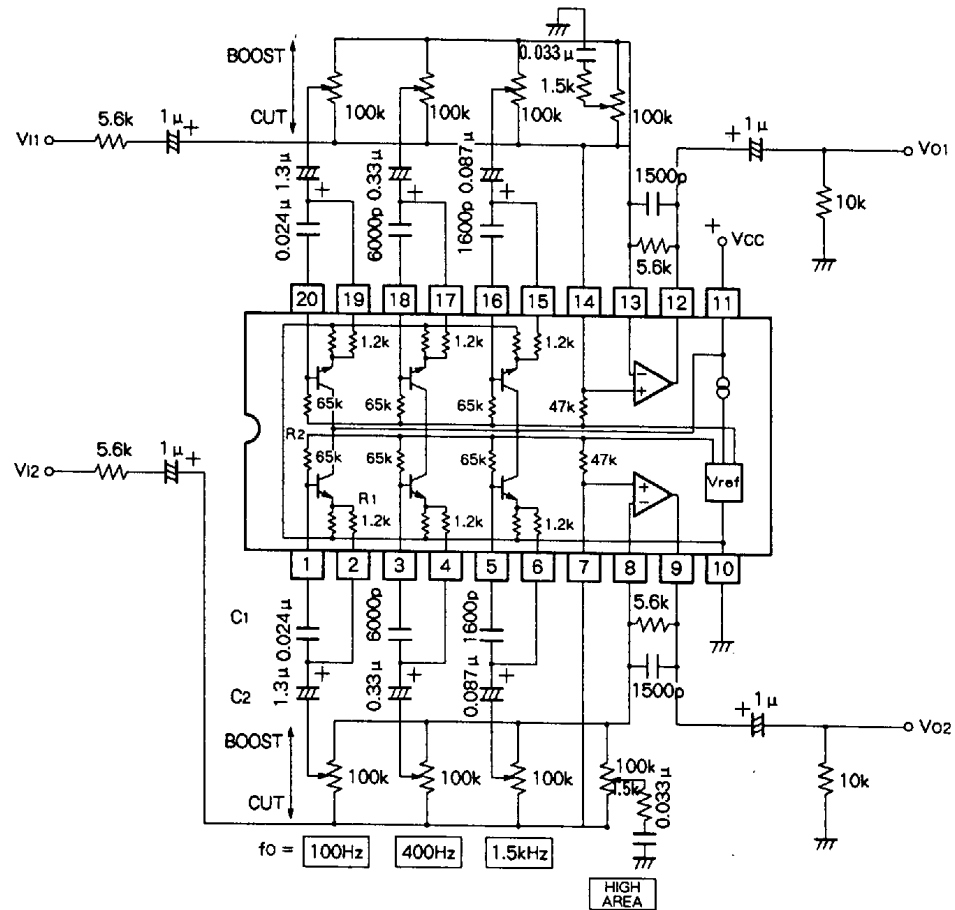 BOOST
CUT
0.033μ
1.5k
100k
100k
100k
100k
VI1
5.6k
1μ
+
1.3μ
+
0.33μ
+
0.087μ
+
0.024μ
6000p
1600p
1500p
5.6k
+
1μ
VO1
10k
+
VCC
20
19
18
17
16
15
14
13
12
11
1.2k
1.2k
1.2k
−
+
65k
65k
65k
47k
R2
65k
65k
65k
47k
Vref
R1
1.2k
1.2k
1.2k
+
−
VI2
5.6k
1μ
+
1
2
3
4
5
6
7
8
9
10
C1
0.024μ
6000p
1600p
5.6k
C2
1.3μ
+
0.33μ
+
0.087μ
+
1500p
+
1μ
VO2
10k
BOOST
CUT
100k
100k
100k
100k
1.5k
0.033μ
fO =
100Hz
400Hz
1.5kHz
HIGH
AREA